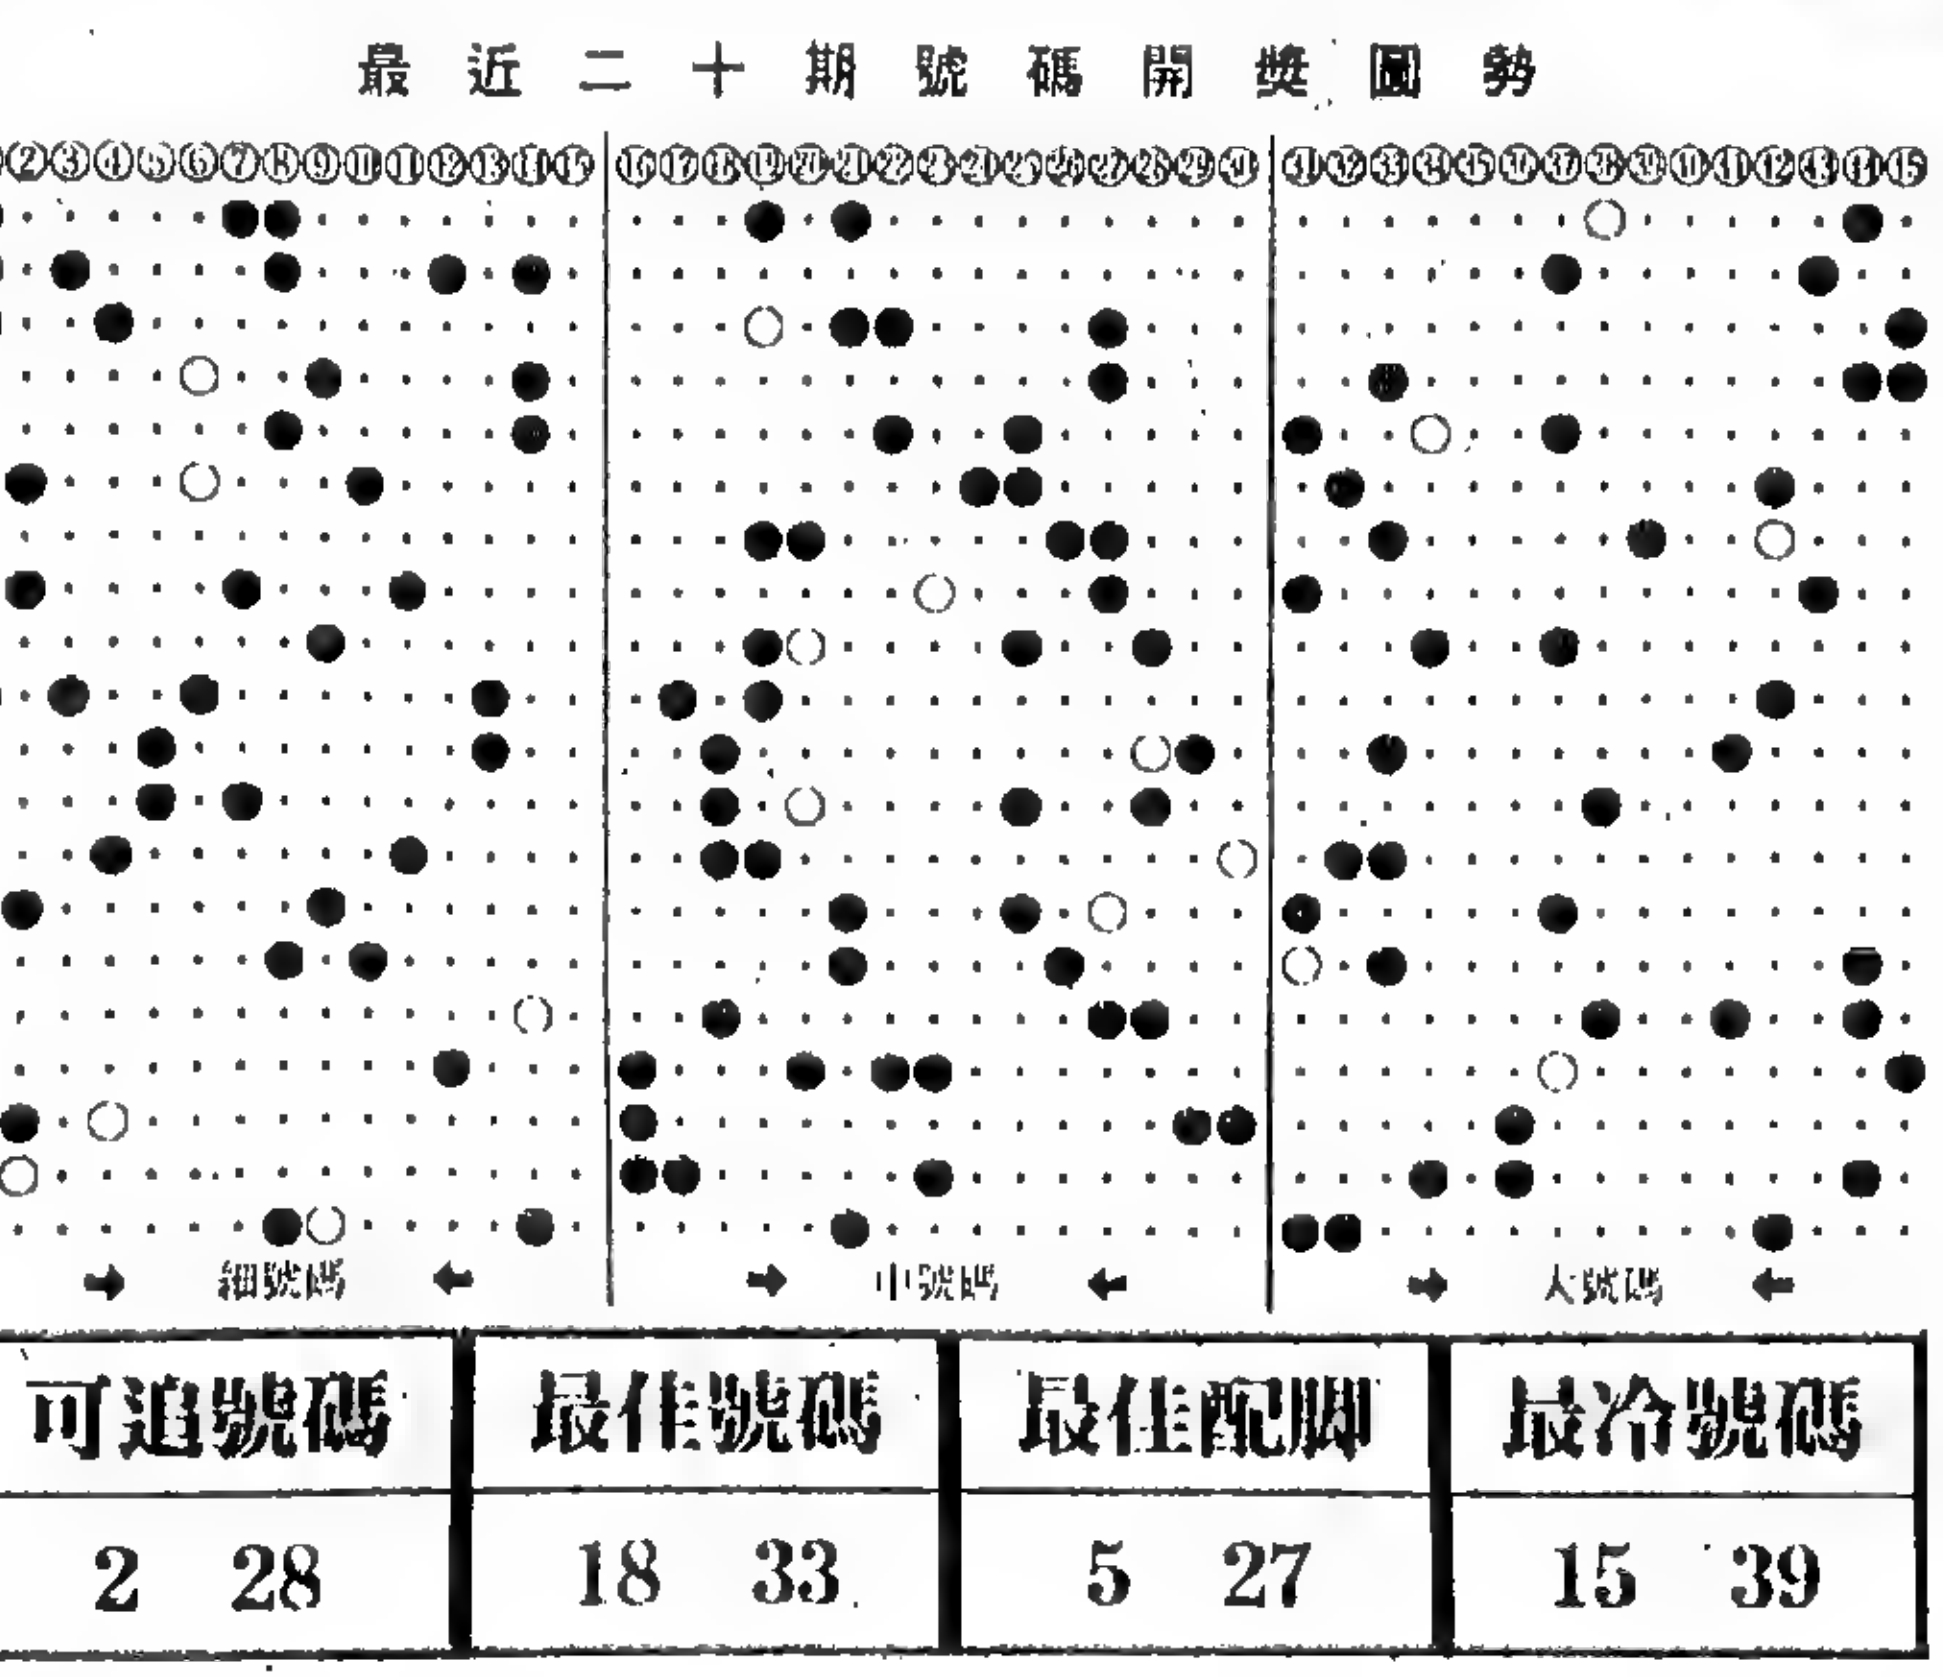 最近二十期號碼開獎圖勢
②③④⑤⑥⑦⑧⑨⑩⑪⑫⑬⑭⑮⑯⑰⑱⑲⑳㉑㉒㉓㉔㉕㉖㉗㉘㉙㉚㉛㉜㉝㉞㉟㊱㊲㊳㊴㊵㊶㊷㊸㊹㊺
➡ 細號碼 ⬅ ➡ 中號碼 ⬅ ➡ 大號碼 ⬅
可追號碼 最佳號碼 最佳配脚 最冷號碼
2 28 18 33 5 27 15 39